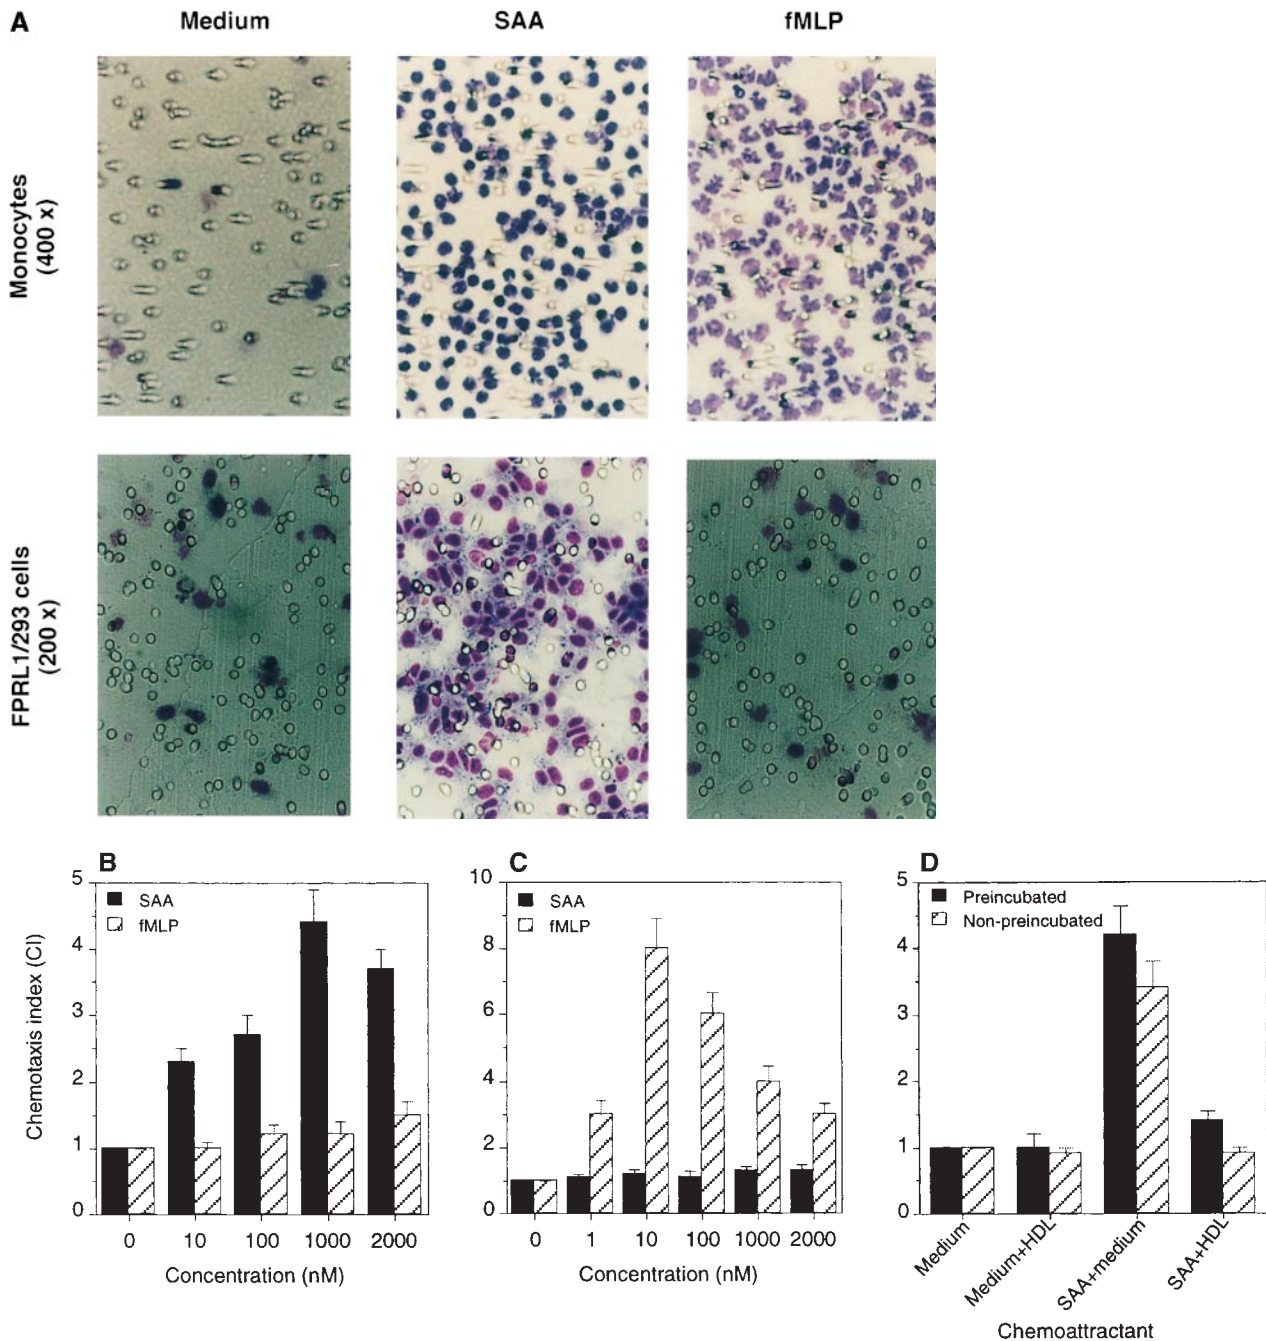 A
Medium
SAA
fMLP
Monocytes
(400 x)
FPRL1/293 cells
(200 x)
B
5
4
3
2
1
0
SAA
fMLP
Chemotaxis index (CI)
0 10 100 1000 2000
Concentration (nM)
C
10
8
6
4
2
0
SAA
fMLP
0 1 10 100 1000 2000
Concentration (nM)
D
5
4
3
2
1
0
Preincubated
Non-preincubated
Medium
Medium+HDL
SAA+medium
SAA+HDL
Chemoattractant